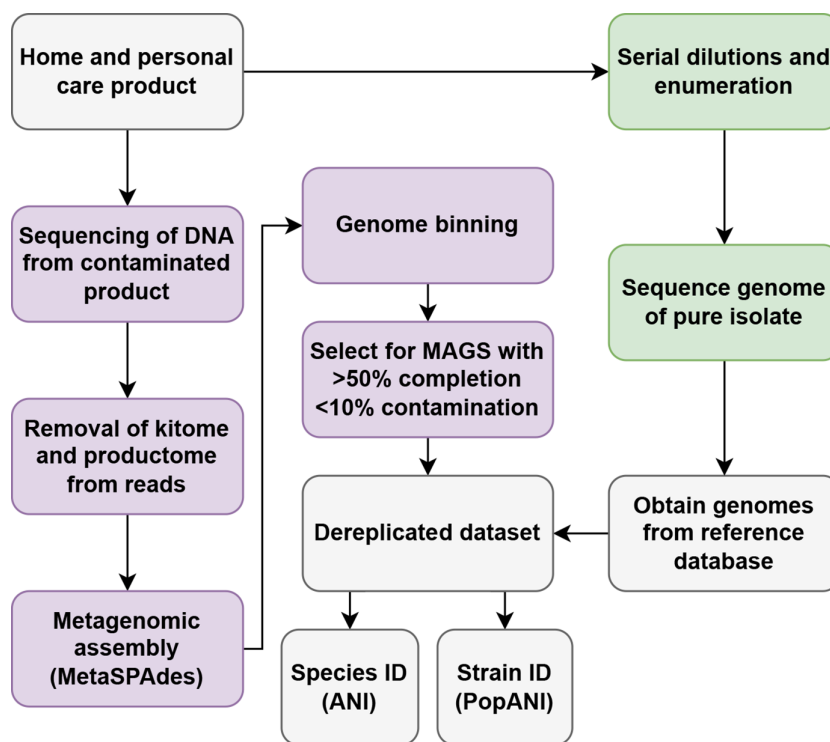 Home and personal
care product
Serial dilutions and
enumeration
Sequencing of DNA
from contaminated
product
Genome binning
Sequence genome
of pure isolate
Select for MAGS with
>50% completion
<10% contamination
Removal of kitome
and productome
from reads
Dereplicated dataset
Obtain genomes
from reference
database
Metagenomic
assembly
(MetaSPAdes)
Species ID
(ANI)
Strain ID
(PopANI)